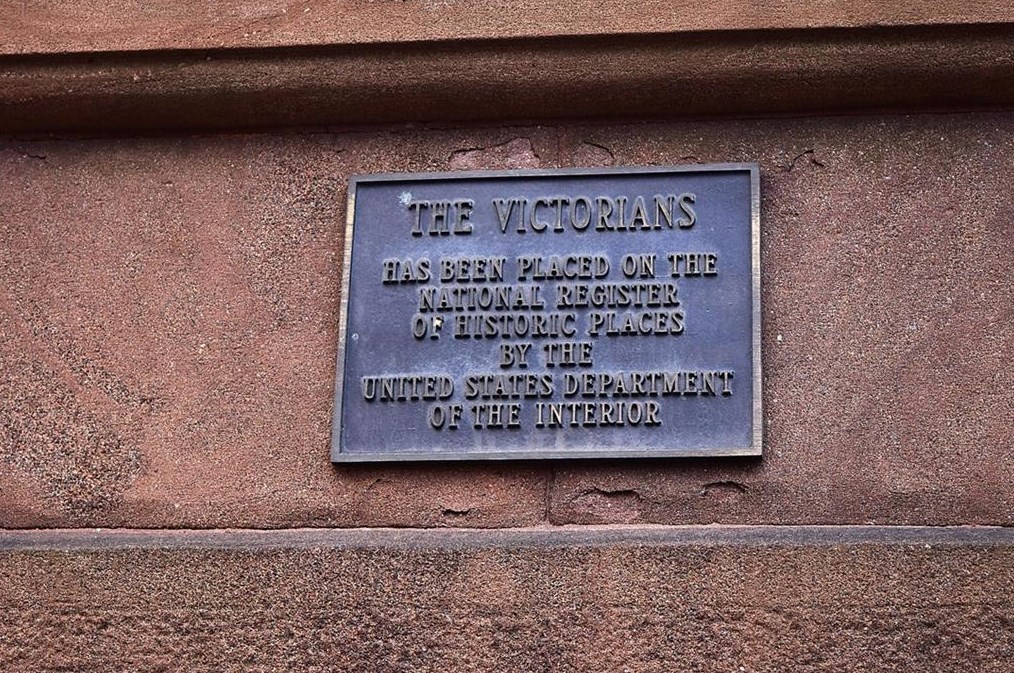 THE VICTORIANS
HAS BEEN PLACED ON THE
NATIONAL REGISTER
OF HISTORIC PLACES
BY THE
UNITED STATES DEPARTMENT
OF THE INTERIOR